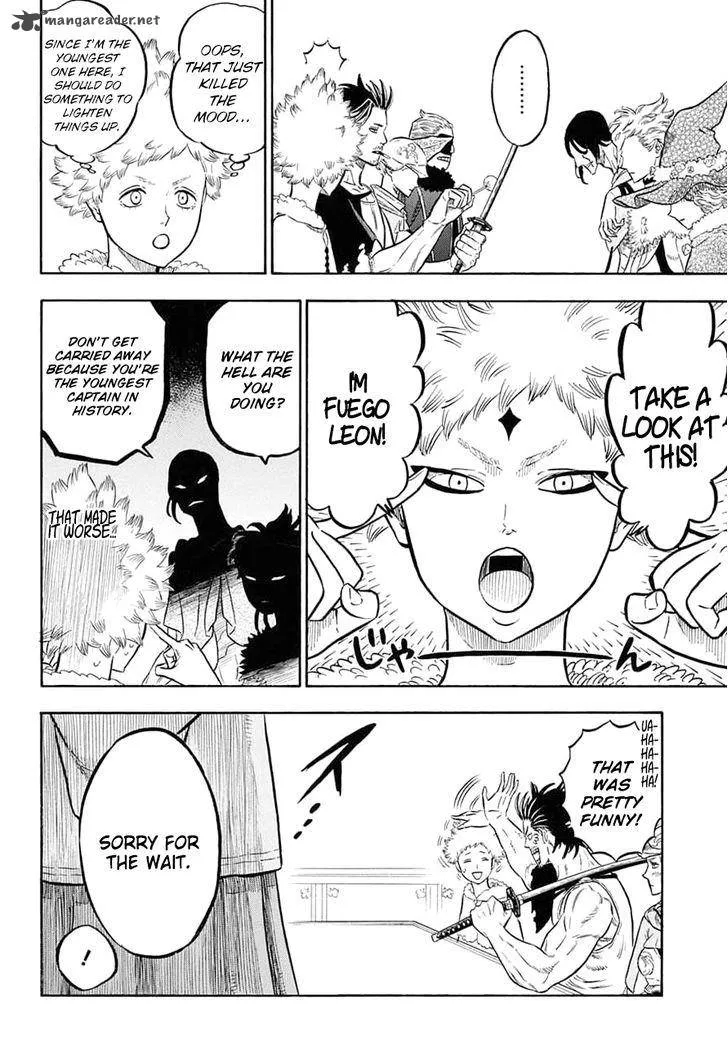 mangareader.net
.........
OOPS,
THAT JUST
KILLED
THE
MOOD...
SINCE I'M THE
YOUNGEST
ONE HERE, I
SHOULD DO
SOMETHING TO
LIGHTEN
THINGS UP.
TAKE A
LOOK AT
THIS!
I'M
FUEGO
LEON!
じゃーん
WHAT THE
HELL ARE
YOU
DOING?
DON'T GET
CARRIED AWAY
BECAUSE YOU'RE
THE YOUNGEST
CAPTAIN IN
HISTORY.
THAT MADE
IT WORSE...
UA-
HA-
HA-
HA-
HA!
THAT
WAS
PRETTY
FUNNY!
SORRY FOR
THE WAIT.
!